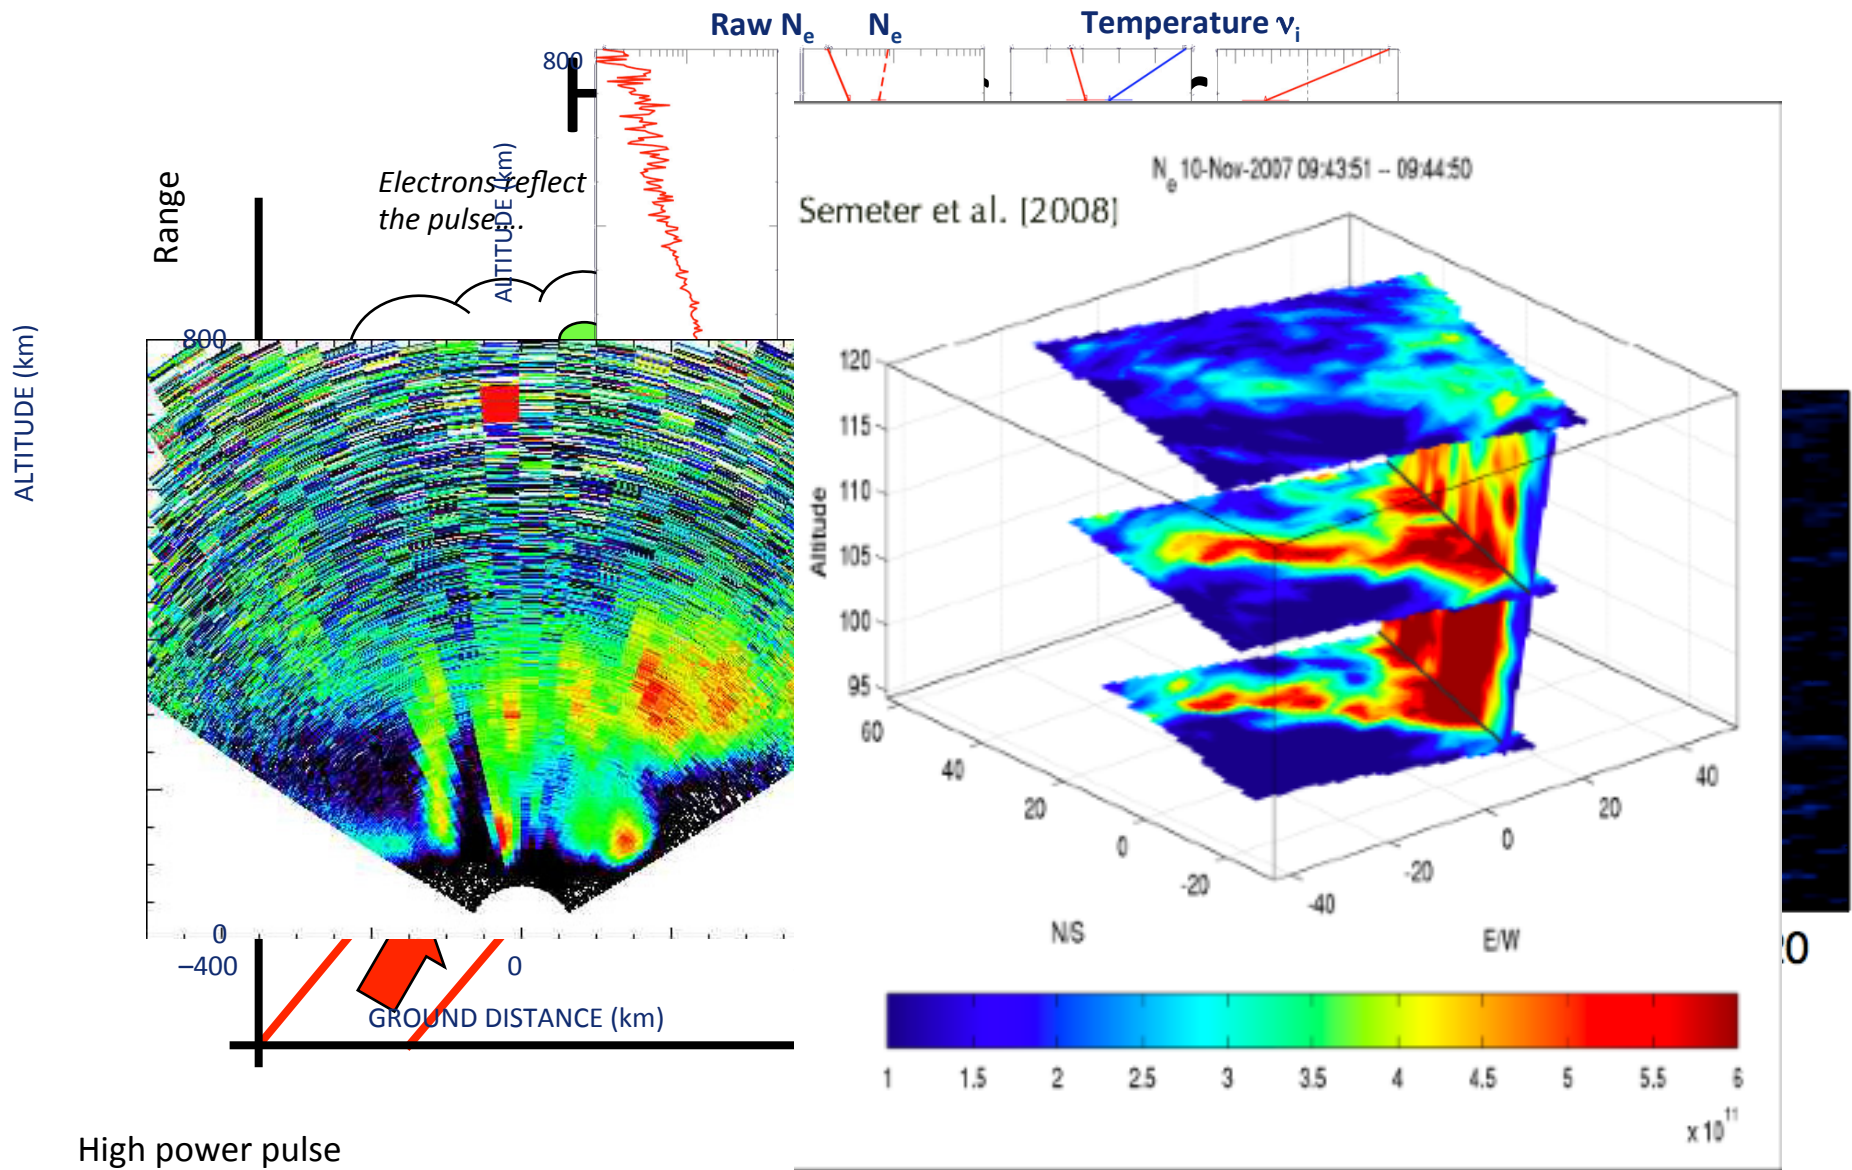 Raw Ne
Ne
Temperature νi
800
ALTITUDE (km)
Range
Electrons reflect
the pulse...
ALTITUDE (km)
800
0
–400
0
GROUND DISTANCE (km)
High power pulse
Ne 10-Nov-2007 09:43:51 -- 09:44:50
Semeter et al. [2008]
120
115
110
105
100
95
Altitude
60
40
20
0
-20
N/S
-40
-20
0
20
40
E/W
1 1.5 2 2.5 3 3.5 4 4.5 5 5.5 6
x 10^11